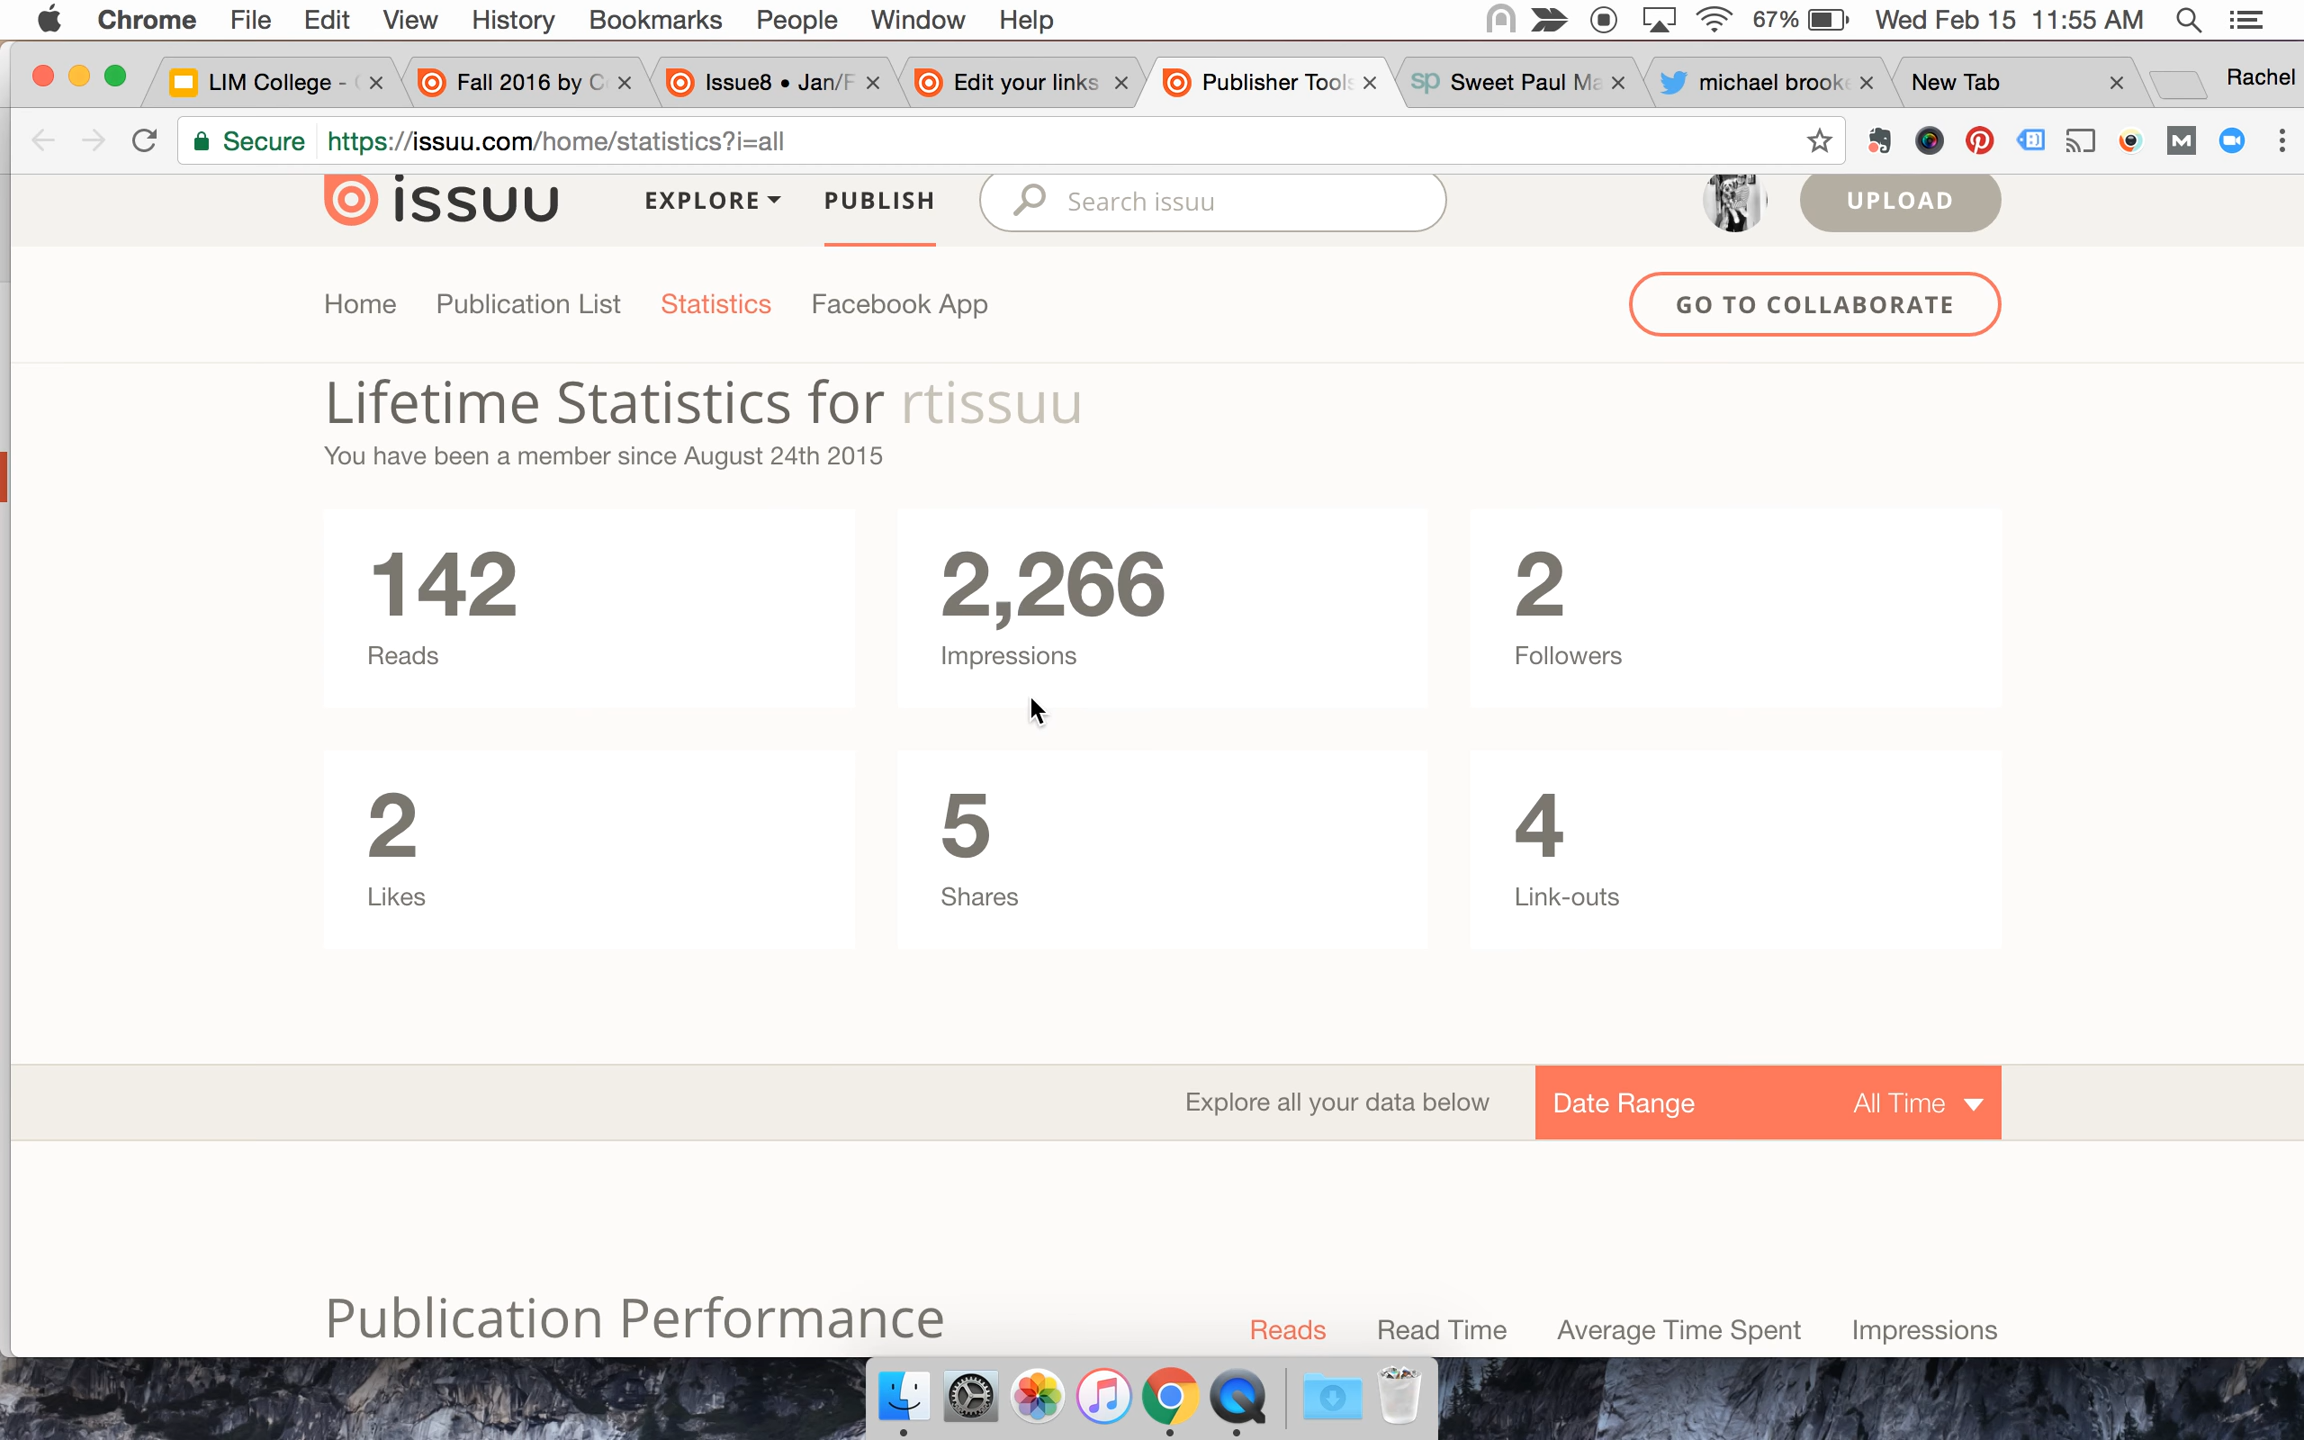 Chrome File Edit View History Bookmarks People Window Help 67% Wed Feb 15 11:55 AM
LIM College - Fall 2016 by Issue8 • Jan/F Edit your links Publisher Tools sp Sweet Paul Ma michael brooke New Tab Rachel
Secure https://issuu.com/home/statistics?i=all M
issuu EXPLORE PUBLISH Search issuu UPLOAD
Home Publication List Statistics Facebook App GO TO COLLABORATE
Lifetime Statistics for rtissuu
You have been a member since August 24th 2015
142 2,266 2
Reads Impressions Followers
2 5 4
Likes Shares Link-outs
Explore all your data below Date Range All Time
Publication Performance Reads Read Time Average Time Spent Impressions